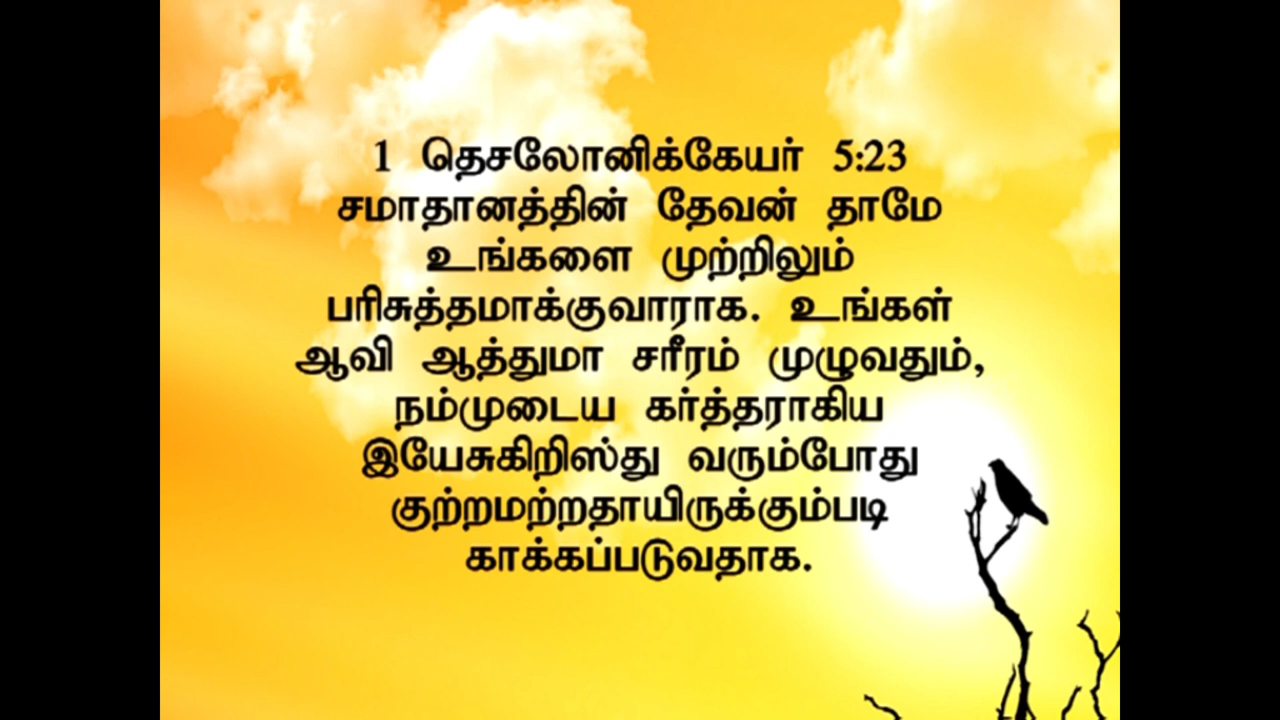 1 தெசலோனிக்கேயர் 5:23
சமாதானத்தின் தேவன் தாமே
உங்களை முற்றிலும்
பரிசுத்தமாக்குவாராக. உங்கள்
ஆவி ஆத்துமா சரீரம் முழுவதும்,
நம்முடைய கர்த்தராகிய
இயேசுகிறிஸ்து வரும்போது
குற்றமற்றதாயிருக்கும்படி
காக்கப்படுவதாக.